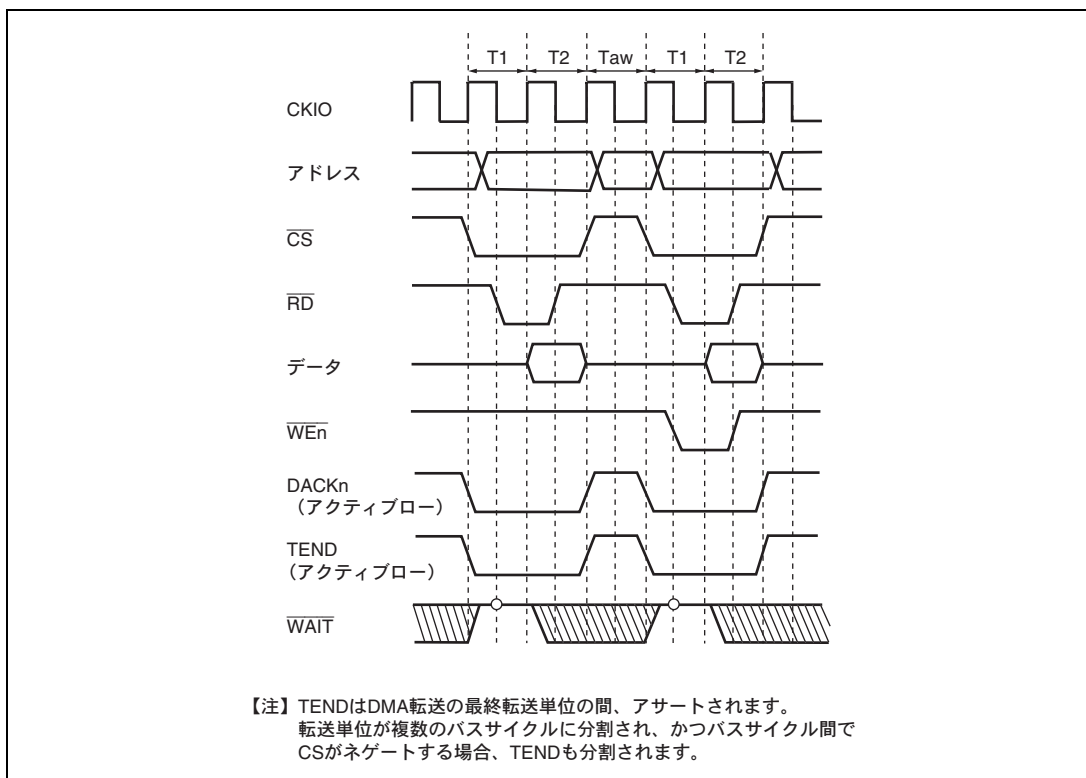 T1 T2 Taw T1 T2
CKIO
アドレス
CS
RD
データ
WEn
DACKn
（アクティブロー）
TEND
（アクティブロー）
WAIT
【注】TENDはDMA転送の最終転送単位の間、アサートされます。
転送単位が複数のバスサイクルに分割され、かつバスサイクル間で
CSがネゲートする場合、TENDも分割されます。